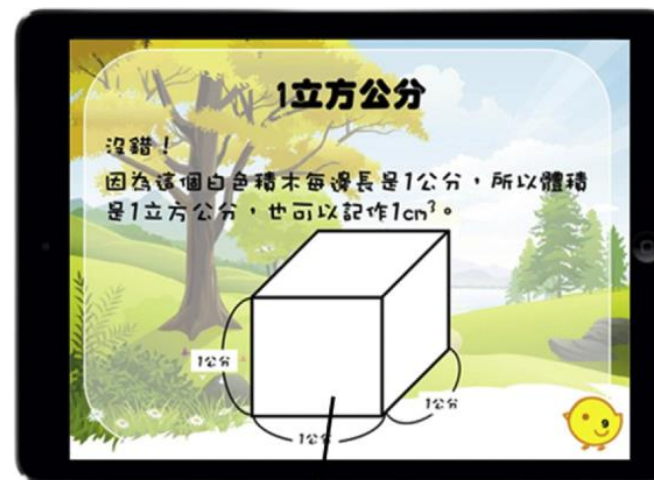 1立方公分
沒錯！
因為這個白色積木每邊長是1公分，所以體積
是1立方公分，也可以記作1cm³。
1公分
1公分
1公分
9